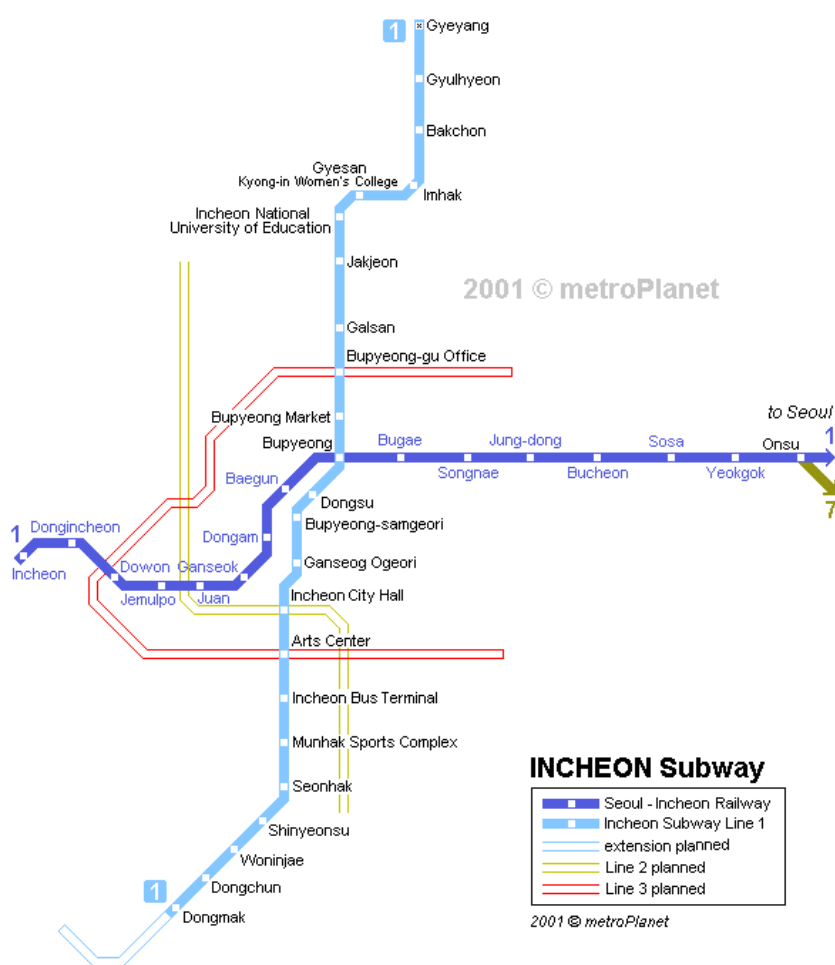 1
Gyeyang
Gyulhyeon
Bakchon
Gyesan
Kyong-in Women's College
Imhak
Incheon National
University of Education
Jakjeon
2001 © metroPlanet
Galsan
Bupyeong-gu Office
Bupyeong Market
to Seoul
Bupyeong
Bugae
Jung-dong
Sosa
Onsu
1
Songnae
Bucheon
Yeokgok
Baegun
Dongsu
7
Bupyeong-samgeori
1
Dongincheon
Dongam
Ganseog Ogeori
Incheon
Dowon
Ganseok
Jemulpo
Juan
Incheon City Hall
Arts Center
Incheon Bus Terminal
Munhak Sports Complex
Seonhak
Shinyeonsu
Woninjae
Dongchun
1
Dongmak
INCHEON Subway
Seoul - Incheon Railway
Incheon Subway Line 1
extension planned
Line 2 planned
Line 3 planned
2001 © metroPlanet